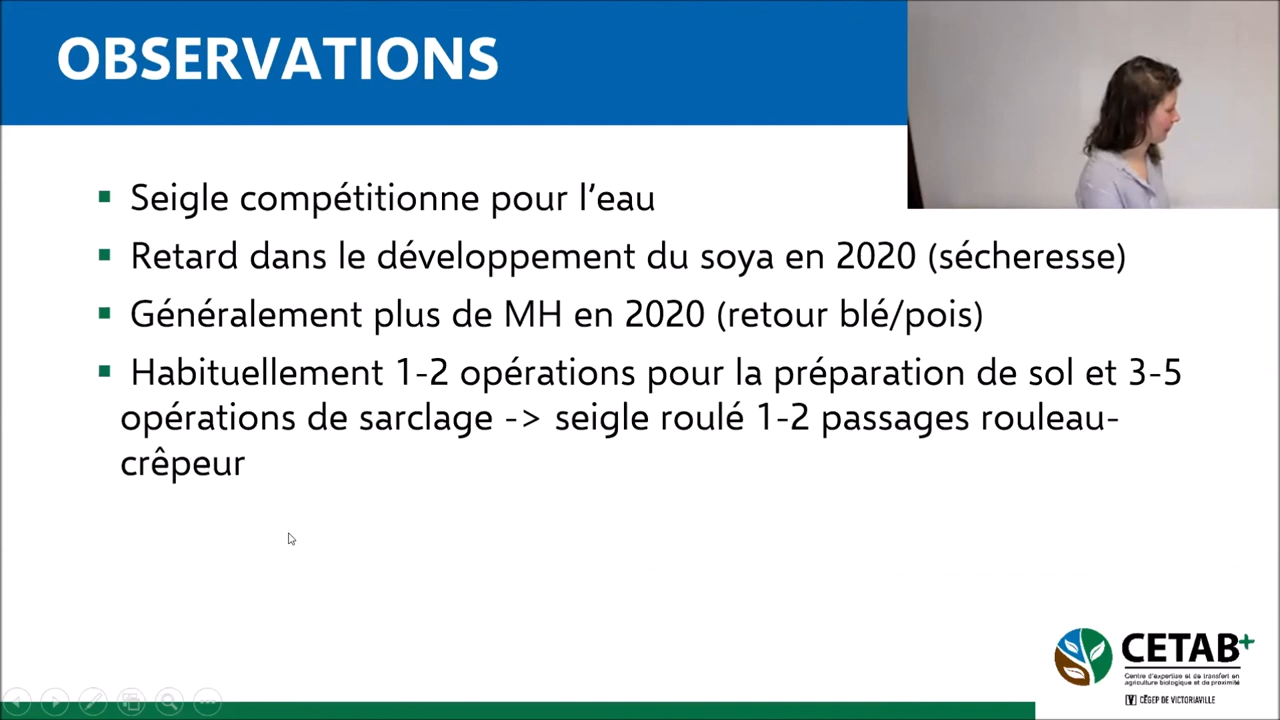 OBSERVATIONS
Seigle compétitionne pour l'eau
Retard dans le développement du soya en 2020 (sécheresse)
Généralement plus de MH en 2020 (retour blé/pois)
Habituellement 1-2 opérations pour la préparation de sol et 3-5
opérations de sarclage -> seigle roulé 1-2 passages rouleau-
crêpeur
CETAB+
Centre d'expertise et de transfert en
agriculture biologique et de proximité
CÉGEP DE VICTORIAVILLE